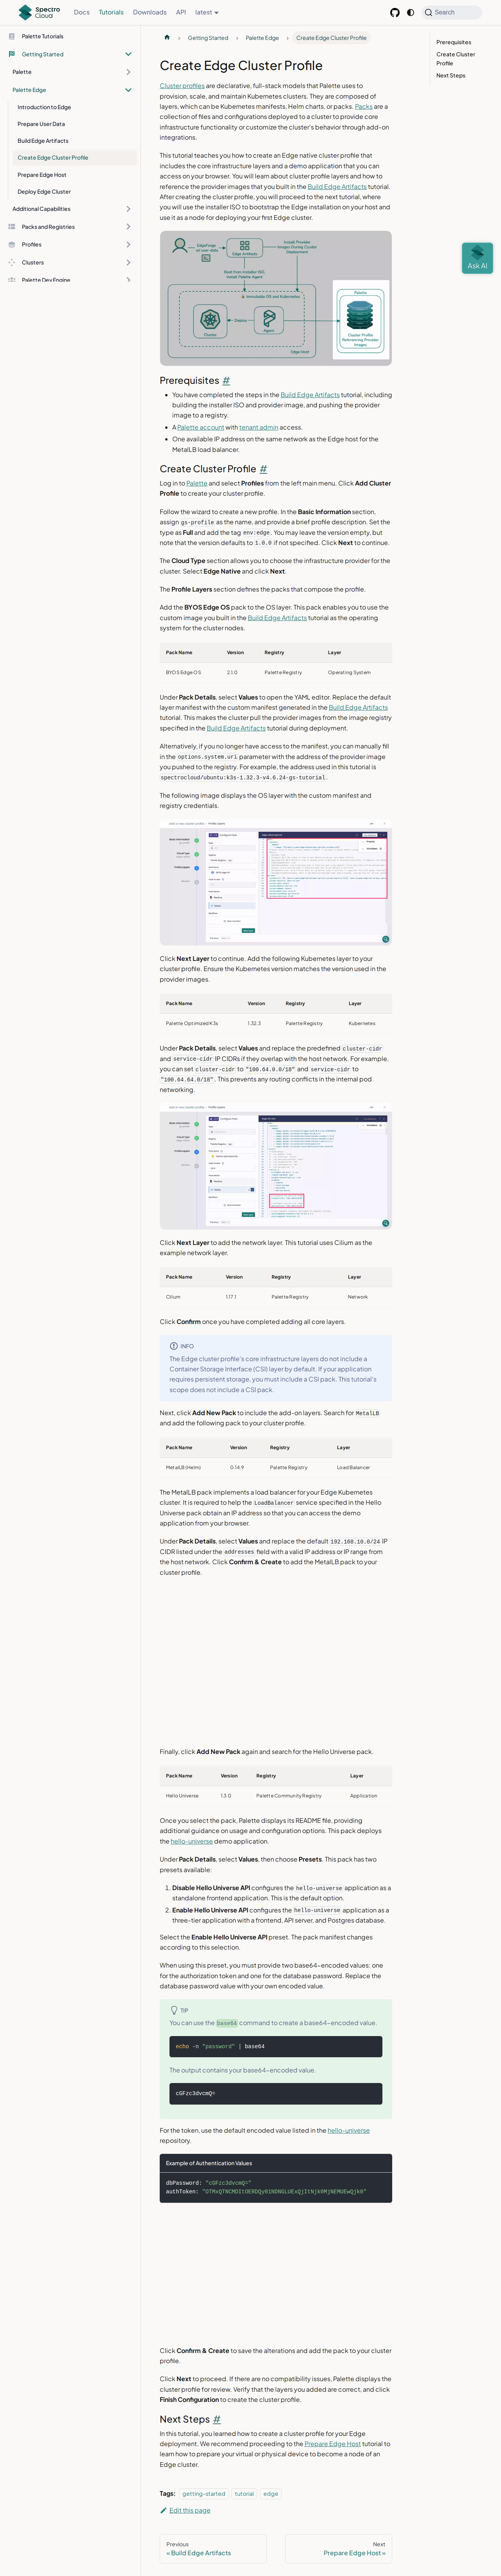 Spectro Cloud
Docs
Tutorials
Downloads
API
latest
Search
Palette Tutorials
Getting Started
Palette
Palette Edge
Introduction to Edge
Prepare User Data
Build Edge Artifacts
Create Edge Cluster Profile
Prepare Edge Host
Deploy Edge Cluster
Additional Capabilities
Packs and Registries
Profiles
Clusters
Palette Dev Engine
Getting Started
Palette Edge
Create Edge Cluster Profile
Prerequisites
Create Cluster Profile
Next Steps
Ask AI
Create Edge Cluster Profile
Cluster profiles are declarative, full-stack models that Palette uses to
provision, scale, and maintain Kubernetes clusters. They are composed of
layers, which can be Kubernetes manifests, Helm charts, or packs. Packs are
a collection of files and configurations deployed to a cluster to provide core
infrastructure functionality or customize the cluster's behavior through add-on
integrations.
This tutorial teaches you how to create an Edge native cluster profile that
includes the core infrastructure layers and a demo application that you can
access on your browser. You will learn about cluster profile layers and how to
reference the provider images that you built in the Build Edge Artifacts tutorial.
After creating the cluster profile, you will proceed to the next tutorial, where
you will use the installer ISO to bootstrap the Edge installation on your host and
use it as a node for deploying your first Edge cluster.
EdgeForge user-data
Edge Artifacts
Install Provider Images During Cluster Deployment
Boot from installer ISO, install Palette Agent
Immutable OS and Kubernetes
Cluster
Deploy
Agent
Palette
Cluster Profile Referencing Provider Images
Edge Host
Prerequisites #
You have completed the steps in the Build Edge Artifacts tutorial, including
building the installer ISO and provider image, and pushing the provider
image to a registry.
A Palette account with tenant admin access.
One available IP address on the same network as the Edge host for the
MetalLB load balancer.
Create Cluster Profile #
Log in to Palette and select Profiles from the left main menu. Click Add Cluster
Profile to create your cluster profile.
Follow the wizard to create a new profile. In the Basic Information section,
assign gs-profile as the name, and provide a brief profile description. Set the
type as Full and add the tag env:edge. You may leave the version empty, but
note that the version defaults to 1.0.0 if not specified. Click Next to continue.
The Cloud Type section allows you to choose the infrastructure provider for the
cluster. Select Edge Native and click Next.
The Profile Layers section defines the packs that compose the profile.
Add the BYOS Edge OS pack to the OS layer. This pack enables you to use the
custom image you built in the Build Edge Artifacts tutorial as the operating
system for the cluster nodes.
Pack Name Version Registry Layer
BYOS Edge OS 2.1.0 Palette Registry Operating System
Under Pack Details, select Values to open the YAML editor. Replace the default
layer manifest with the custom manifest generated in the Build Edge Artifacts
tutorial. This makes the cluster pull the provider images from the image registry
specified in the Build Edge Artifacts tutorial during deployment.
Alternatively, if you no longer have access to the manifest, you can manually fill
in the options.system.uri parameter with the address of the provider image
you pushed to the registry. For example, the address used in this tutorial is
spectrocloud/ubuntu:k3s-1.32.3-v4.6.24-gs-tutorial.
The following image displays the OS layer with the custom manifest and
registry credentials.
Click Next Layer to continue. Add the following Kubernetes layer to your
cluster profile. Ensure the Kubernetes version matches the version used in the
provider images.
Pack Name Version Registry Layer
Palette Optimized K3s 1.32.3 Palette Registry Kubernetes
Under Pack Details, select Values and replace the predefined cluster-cidr
and service-cidr IP CIDRs if they overlap with the host network. For example,
you can set cluster-cidr to "100.64.0.0/18" and service-cidr to
"100.64.64.0/18". This prevents any routing conflicts in the internal pod
networking.
Click Next Layer to add the network layer. This tutorial uses Cilium as the
example network layer.
Pack Name Version Registry Layer
Cilium 1.17.1 Palette Registry Network
Click Confirm once you have completed adding all core layers.
INFO
The Edge cluster profile's core infrastructure layers do not include a
Container Storage Interface (CSI) layer by default. If your application
requires persistent storage, you must include a CSI pack. This tutorial's
scope does not include a CSI pack.
Next, click Add New Pack to include the add-on layers. Search for MetalLB
and add the following pack to your cluster profile.
Pack Name Version Registry Layer
MetalLB (Helm) 0.14.9 Palette Registry Load Balancer
The MetalLB pack implements a load balancer for your Edge Kubernetes
cluster. It is required to help the LoadBalancer service specified in the Hello
Universe pack obtain an IP address so that you can access the demo
application from your browser.
Under Pack Details, select Values and replace the default 192.168.10.0/24 IP
CIDR listed under the addresses field with a valid IP address or IP range from
the host network. Click Confirm & Create to add the MetalLB pack to your
cluster profile.
Finally, click Add New Pack again and search for the Hello Universe pack.
Pack Name Version Registry Layer
Hello Universe 1.3.0 Palette Community Registry Application
Once you select the pack, Palette displays its README file, providing
additional guidance on usage and configuration options. This pack deploys
the hello-universe demo application.
Under Pack Details, select Values, then choose Presets. This pack has two
presets available:
1. Disable Hello Universe API configures the hello-universe application as a
standalone frontend application. This is the default option.
2. Enable Hello Universe API configures the hello-universe application as a
three-tier application with a frontend, API server, and Postgres database.
Select the Enable Hello Universe API preset. The pack manifest changes
according to this selection.
When using this preset, you must provide two base64-encoded values: one
for the authorization token and one for the database password. Replace the
database password value with your own encoded value.
TIP
You can use the base64 command to create a base64-encoded value.
echo -n "password" | base64
The output contains your base64-encoded value.
cGFzc3dvcmQ=
For the token, use the default encoded value listed in the hello-universe
repository.
Example of Authentication Values
dbPassword: "cGFzc3dvcmQ="
Click Confirm & Create to save the alterations and add the pack to your cluster
profile.
Click Next to proceed. If there are no compatibility issues, Palette displays the
cluster profile for review. Verify that the layers you added are correct, and click
Finish Configuration to create the cluster profile.
Next Steps #
In this tutorial, you learned how to create a cluster profile for your Edge
deployment. We recommend proceeding to the Prepare Edge Host tutorial to
learn how to prepare your virtual or physical device to become a node of an
Edge cluster.
Tags: getting-started tutorial edge
Edit this page
Previous
« Build Edge Artifacts
Next
Prepare Edge Host »